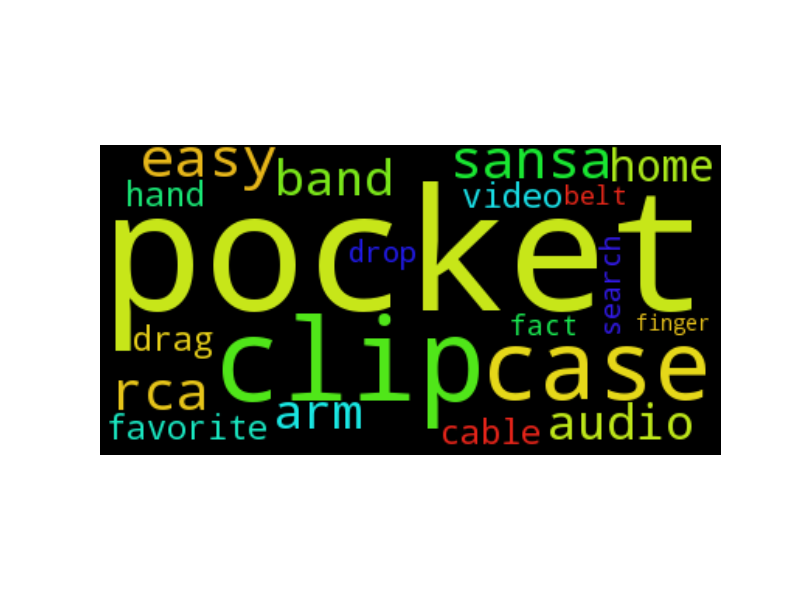 easy
sansa
home
band
hand
video
belt
pocket
drop
search
clip
fact
finger
drag
case
rca
arm
audio
favorite
cable